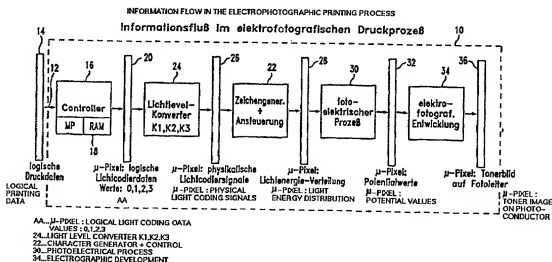 INFORMATION FLOW IN THE ELECTROPHOTOGRAPHIC PRINTING PROCESS
Informationsfluß im elektrofotografischen Druckprozeß
10
14
16
20
24
26
22
28
30
32
34
36
12
Controller
MP RAM
18
Lichtlevel-
Konverter
K1,K2,K3
Zeichengener.
+
Ansteuerung
foto-
elektrischer
Prozeß
elektro-
fotograf.
Entwicklung
logische
Druckdaten
LOGICAL
PRINTING
DATA
μ-Pixel: logische
Lichtcodierdaten
Werte: 0,1,2,3
AA
μ-Pixel: physikalische
Lichtcodiersignale
μ-PIXEL : PHYSICAL
LIGHT CODING SIGNALS
μ-Pixel:
Lichtenergie-Verteilung
μ-PIXEL : LIGHT
ENERGY DISTRIBUTION
μ-Pixel:
Potentialwerte
μ-PIXEL :
POTENTIAL VALUES
μ-Pixel: Tonerbild
auf Fotoleiter
μ-PIXEL :
TONER IMAGE
ON PHOTO-
CONDUCTOR
AA...μ-PIXEL : LOGICAL LIGHT CODING DATA
VALUES : 0,1,2,3
24...LIGHT LEVEL CONVERTER K1,K2,K3
22...CHARACTER GENERATOR + CONTROL
30...PHOTOELECTRICAL PROCESS
34...ELECTROGRAPHIC DEVELOPMENT